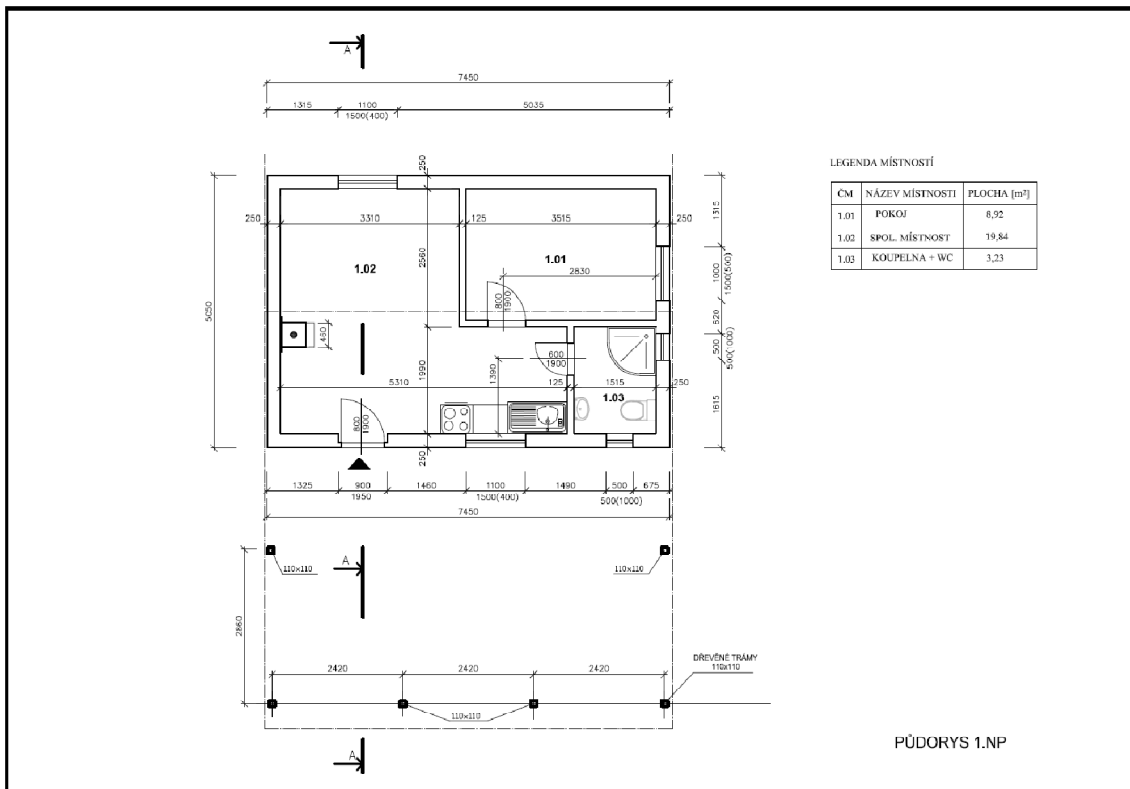 A
7450
1315 1100 5035
1500(400)
LEGENDA MÍSTNOSTÍ
ČM NÁZEV MÍSTNOSTI PLOCHA [m²]
1.01 POKOJ 8,92
1.02 SPOL. MÍSTNOST 19,84
1.03 KOUPELNA + WC 3,23
250
1315
250 3310 125 3515 250
1.02
2560
1.01
2830
1000
1500(500)
800
1900
5050
620
460
500
500(1000)
600
1900
1990
1390
5310 125 1515 250
1.03
1615
800
1900
250
1325 900 1460 1100 1490 500 675
1950 1500(400) 500(1000)
7450
110x110 A 110x110
2860
DŘEVĚNÉ TRÁMY
110x110
2420 2420 2420
110x110
PŮDORYS 1.NP
A